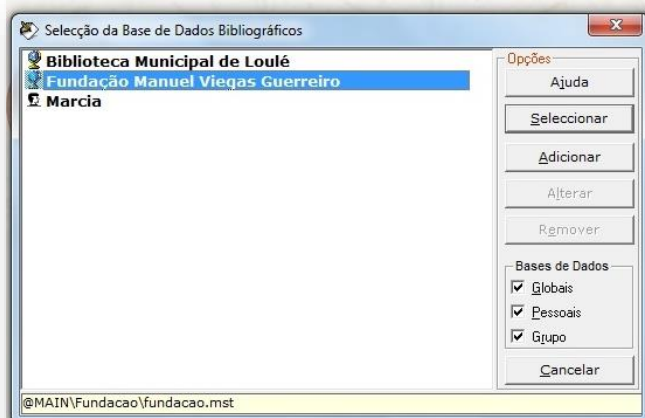 Selecção da Base de Dados Bibliográficos
Biblioteca Municipal de Loulé
Fundação Manuel Viegas Guerreiro
Marcia
Opções
Ajuda
Seleccionar
Adicionar
Alterar
Remover
Bases de Dados
Globais
Pessoais
Grupo
Cancelar
@MAIN\Fundacao\fundacao.mst